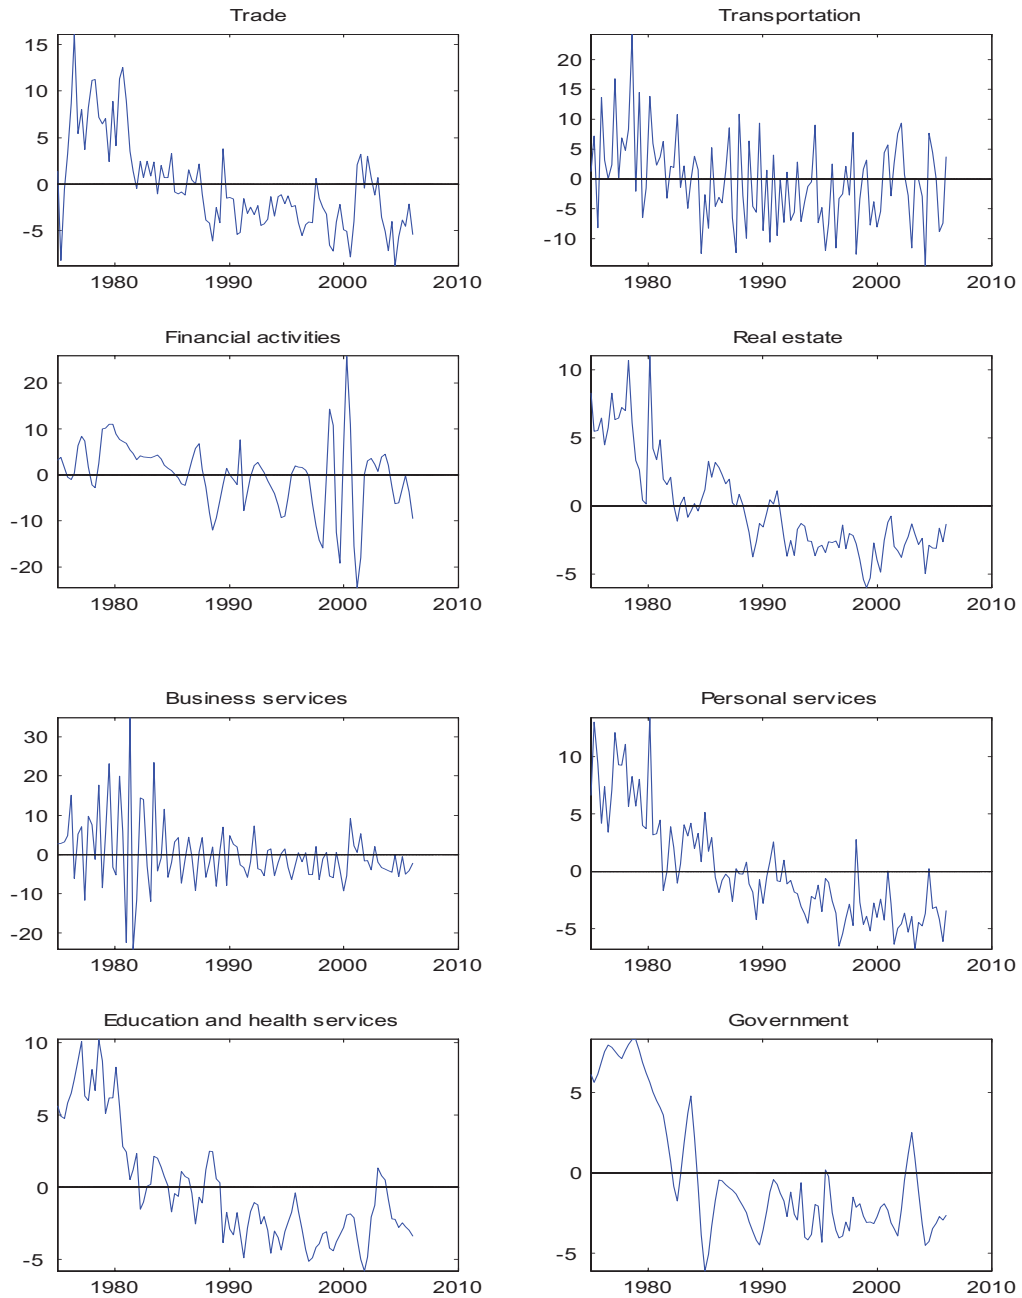 Trade
15
10
5
0
-5
1980 1990 2000 2010
Transportation
20
15
10
5
0
-5
-10
1980 1990 2000 2010
Financial activities
20
10
0
-10
-20
1980 1990 2000 2010
Real estate
10
5
0
-5
1980 1990 2000 2010
Business services
30
20
10
0
-10
-20
1980 1990 2000 2010
Personal services
10
5
0
-5
1980 1990 2000 2010
Education and health services
10
5
0
-5
1980 1990 2000 2010
Government
5
0
-5
1980 1990 2000 2010